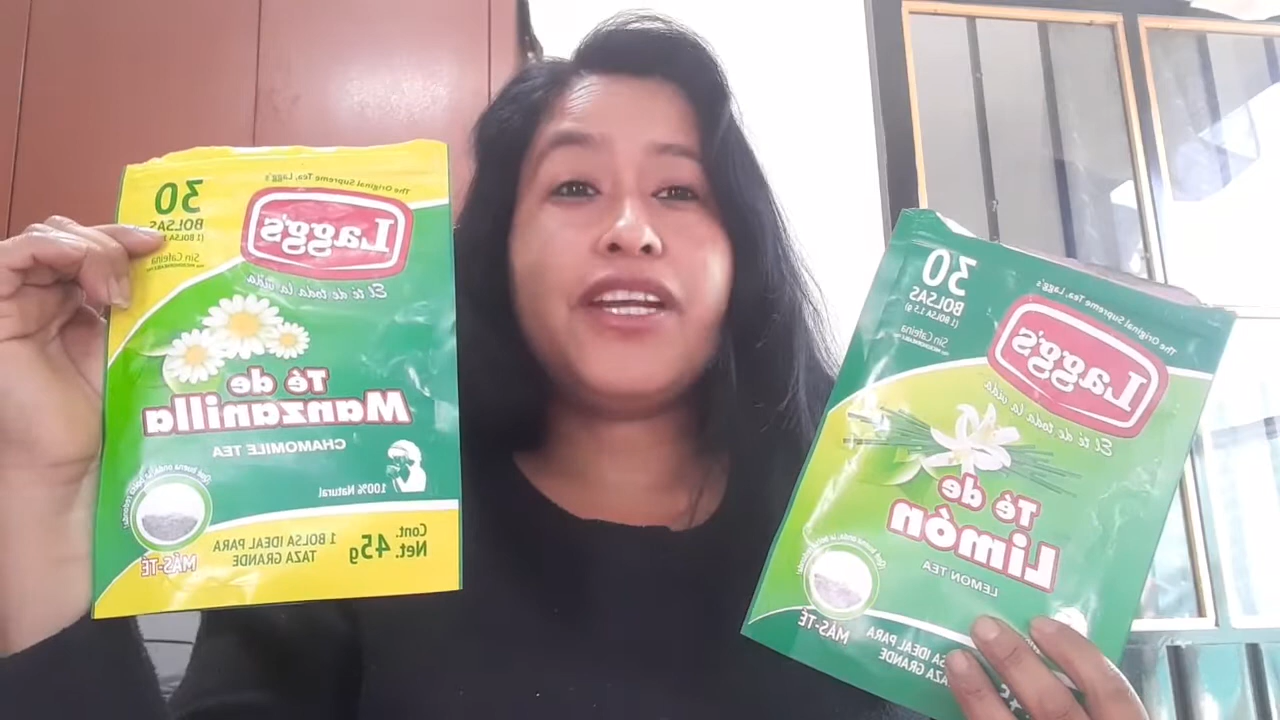 The Original Supreme Tea, Lagg's
Lagg's
El té de toda la vida
30
BOLSAS
Sin Cafeína
Té de
Manzanilla
CHAMOMILE TEA
100% Natural
MÁS-TÉ
1 BOLSA IDEAL PARA
TAZA GRANDE
Cont.
Net. 45g
The Original Supreme Tea, Lagg's
Lagg's
El té de toda la vida
30
BOLSAS
(1 BOLSA 1.5 g)
Sin Cafeína
Té de
Limón
LEMON TEA
MÁS-TÉ
IDEAL PARA
TAZA GRANDE